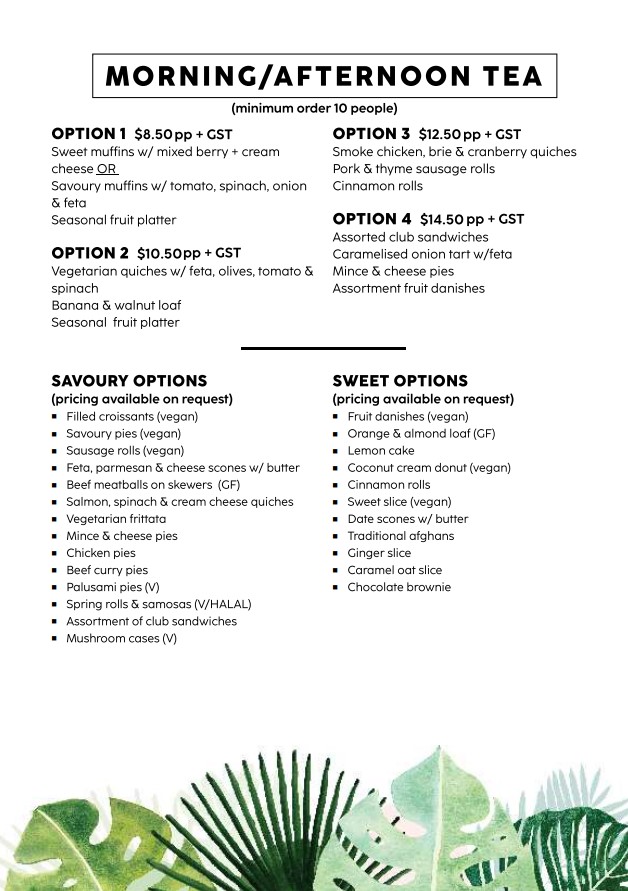 MORNING/AFTERNOON TEA
(minimum order 10 people)
OPTION 1 $8.50pp + GST
Sweet muffins w/ mixed berry + cream
cheese OR
Savoury muffins w/ tomato, spinach, onion
& feta
Seasonal fruit platter
OPTION 2 $10.50pp + GST
Vegetarian quiches w/ feta, olives, tomato &
spinach
Banana & walnut loaf
Seasonal fruit platter
OPTION 3 $12.50pp + GST
Smoke chicken, brie & cranberry quiches
Pork & thyme sausage rolls
Cinnamon rolls
OPTION 4 $14.50 pp + GST
Assorted club sandwiches
Caramelised onion tart w/feta
Mince & cheese pies
Assortment fruit danishes
SAVOURY OPTIONS
(pricing available on request)
▪ Filled croissants (vegan)
▪ Savoury pies (vegan)
▪ Sausage rolls (vegan)
▪ Feta, parmesan & cheese scones w/ butter
▪ Beef meatballs on skewers (GF)
▪ Salmon, spinach & cream cheese quiches
▪ Vegetarian frittata
▪ Mince & cheese pies
▪ Chicken pies
▪ Beef curry pies
▪ Palusami pies (V)
▪ Spring rolls & samosas (V/HALAL)
▪ Assortment of club sandwiches
▪ Mushroom cases (V)
SWEET OPTIONS
(pricing available on request)
▪ Fruit danishes (vegan)
▪ Orange & almond loaf (GF)
▪ Lemon cake
▪ Coconut cream donut (vegan)
▪ Cinnamon rolls
▪ Sweet slice (vegan)
▪ Date scones w/ butter
▪ Traditional afghans
▪ Ginger slice
▪ Caramel oat slice
▪ Chocolate brownie